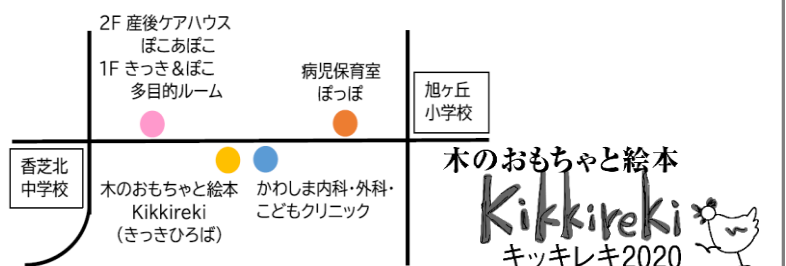 2F 産後ケアハウス
ぽこあぽこ
1F きっき＆ぽこ
多目的ルーム
病児保育室
ぽっぽ
旭ヶ丘
小学校
香芝北
中学校
木のおもちゃと絵本
Kikkireki
（きっきひろば）
かわしま内科・外科・
こどもクリニック
木のおもちゃと絵本
Kikkireki
キッキレキ2020